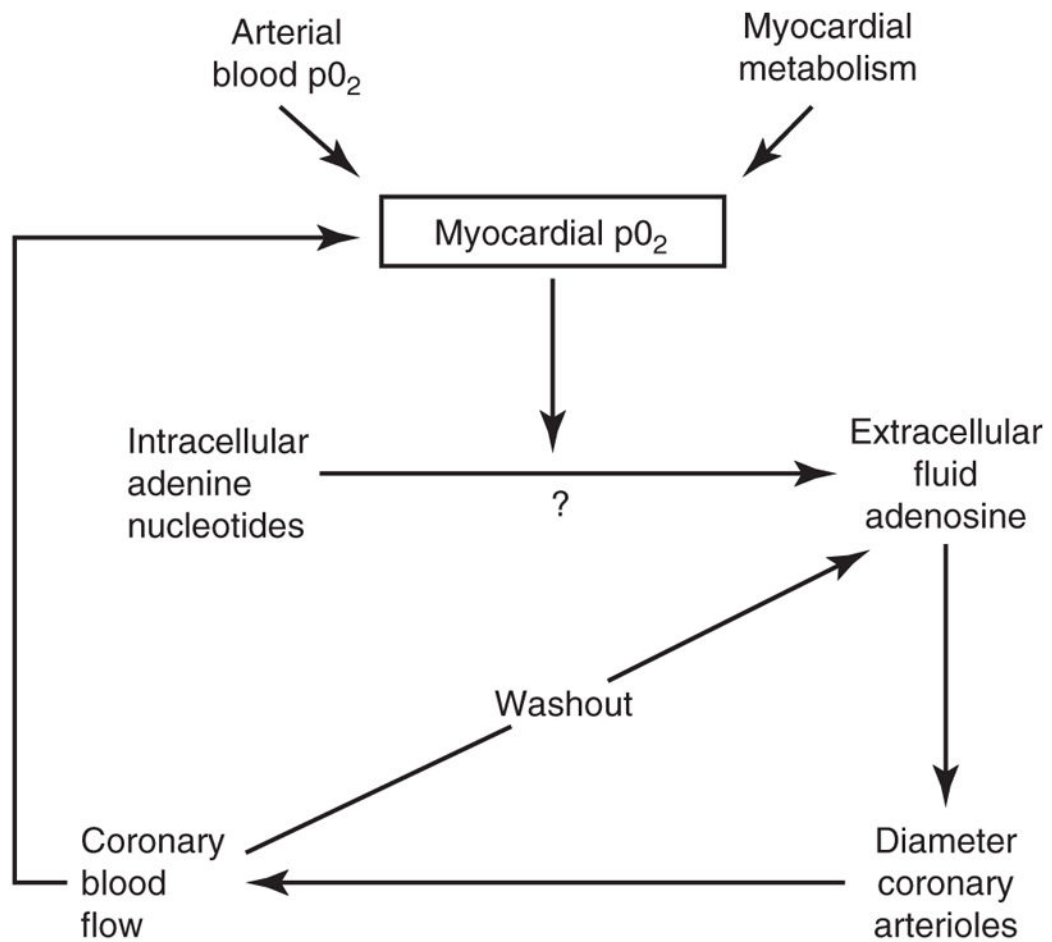 Arterial
blood p0₂
Myocardial
metabolism
Myocardial p0₂
Intracellular
adenine
nucleotides
?
Extracellular
fluid
adenosine
Washout
Coronary
blood
flow
Diameter
coronary
arterioles